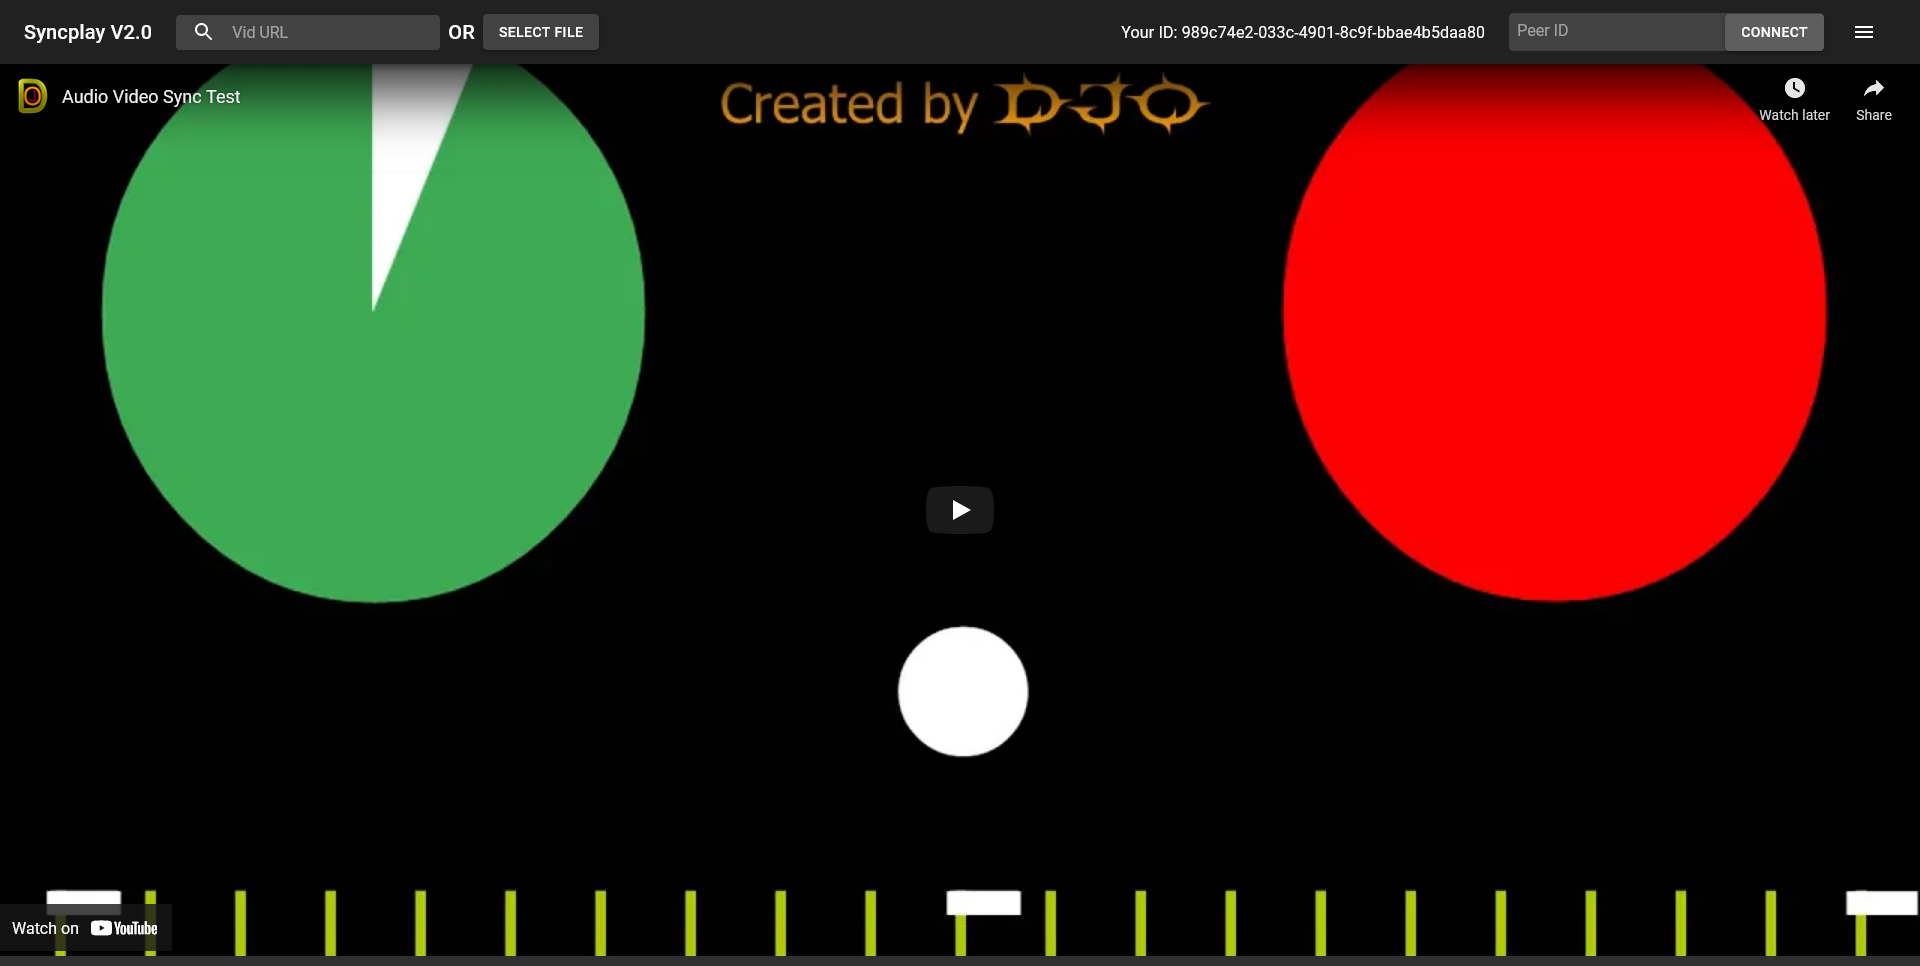 Syncplay V2.0
Vid URL
OR
SELECT FILE
Your ID: 989c74e2-033c-4901-8c9f-bbae4b5daa80
Peer ID
CONNECT
Audio Video Sync Test
Created by DJO
Watch later
Share
Watch on YouTube